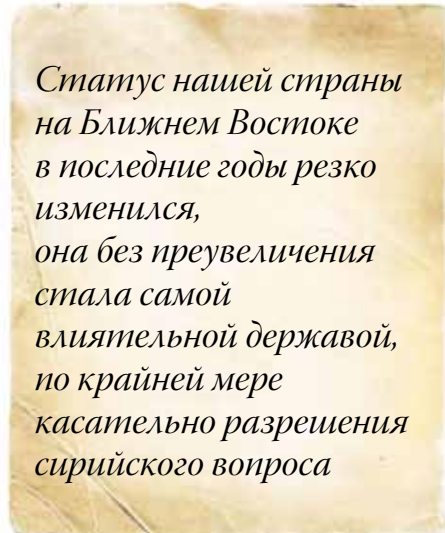 Статус нашей страны
на Ближнем Востоке
в последние годы резко
изменился,
она без преувеличения
стала самой
влиятельной державой,
по крайней мере
касательно разрешения
сирийского вопроса